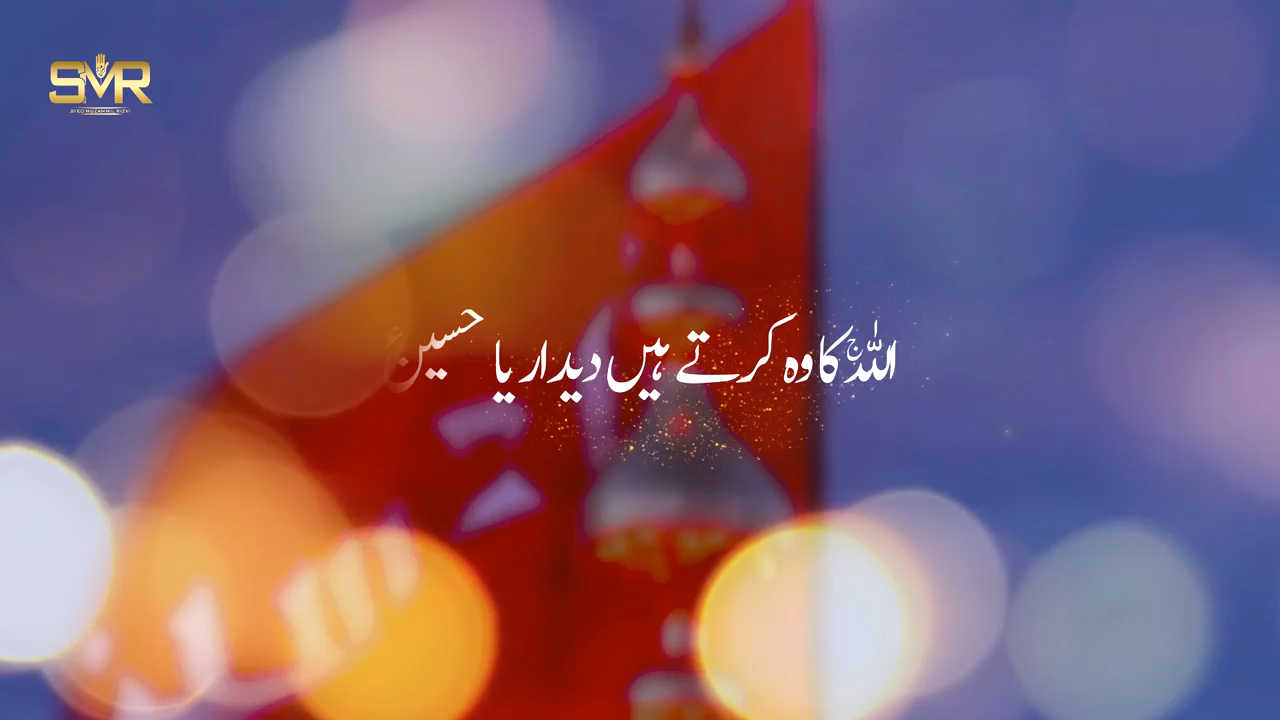 SMR
SYED MUZAMMIL RIZVI
اللہ ج کا وہ کرتے ہیں دیدار یا حسین ع